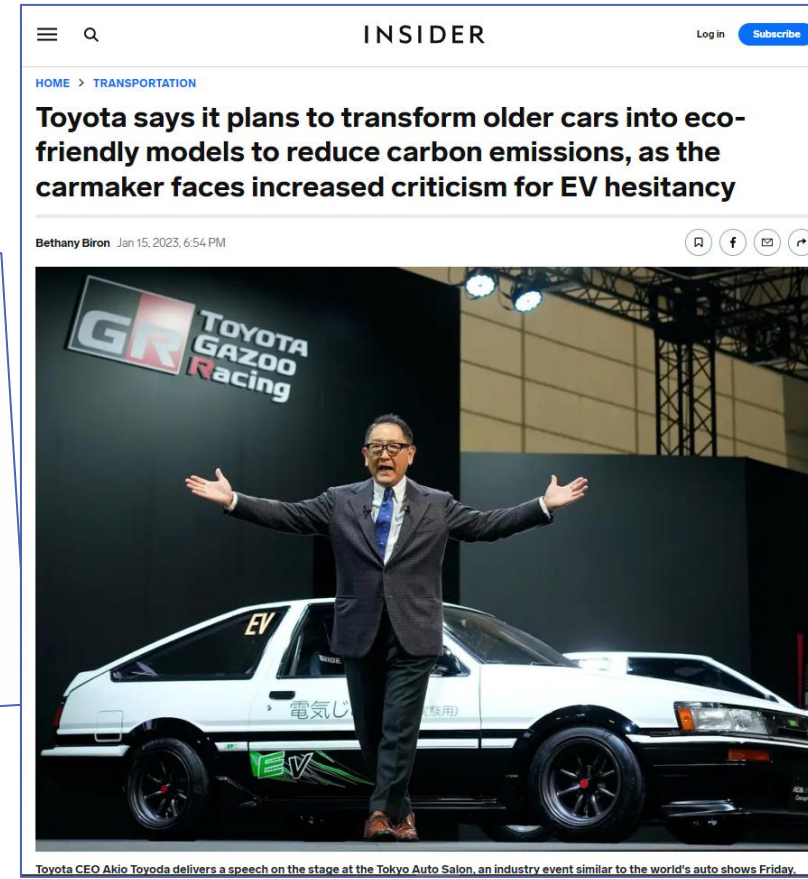 INSIDER
Log in
Subscribe
HOME > TRANSPORTATION
Toyota says it plans to transform older cars into eco-
friendly models to reduce carbon emissions, as the
carmaker faces increased criticism for EV hesitancy
Bethany Biron Jan 15, 2023, 6:54 PM
GR TOYOTA
GAZOO
Racing
EV
BRIDE
電気じ
験用)
EV
Toyota CEO Akio Toyoda delivers a speech on the stage at the Tokyo Auto Salon, an industry event similar to the world's auto shows Friday,